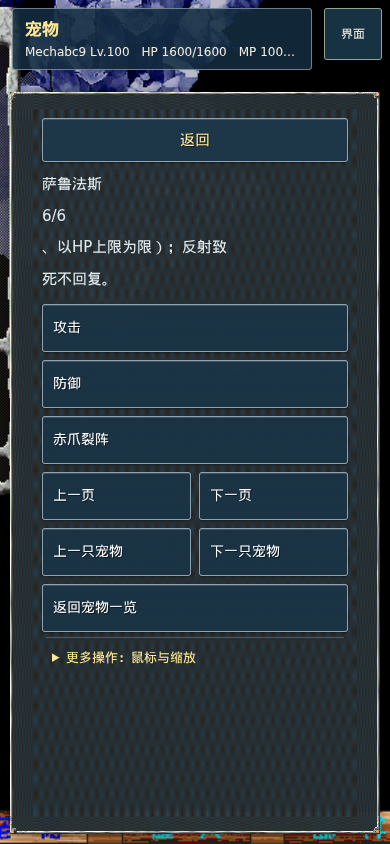 宠物
Mechabc9 Lv.100 HP 1600/1600 MP 100...
界面
返回
萨鲁法斯
6/6
、以HP上限为限）；反射致
死不回复。
攻击
防御
赤爪裂阵
上一页 下一页
上一只宠物 下一只宠物
返回宠物一览
▶ 更多操作：鼠标与缩放